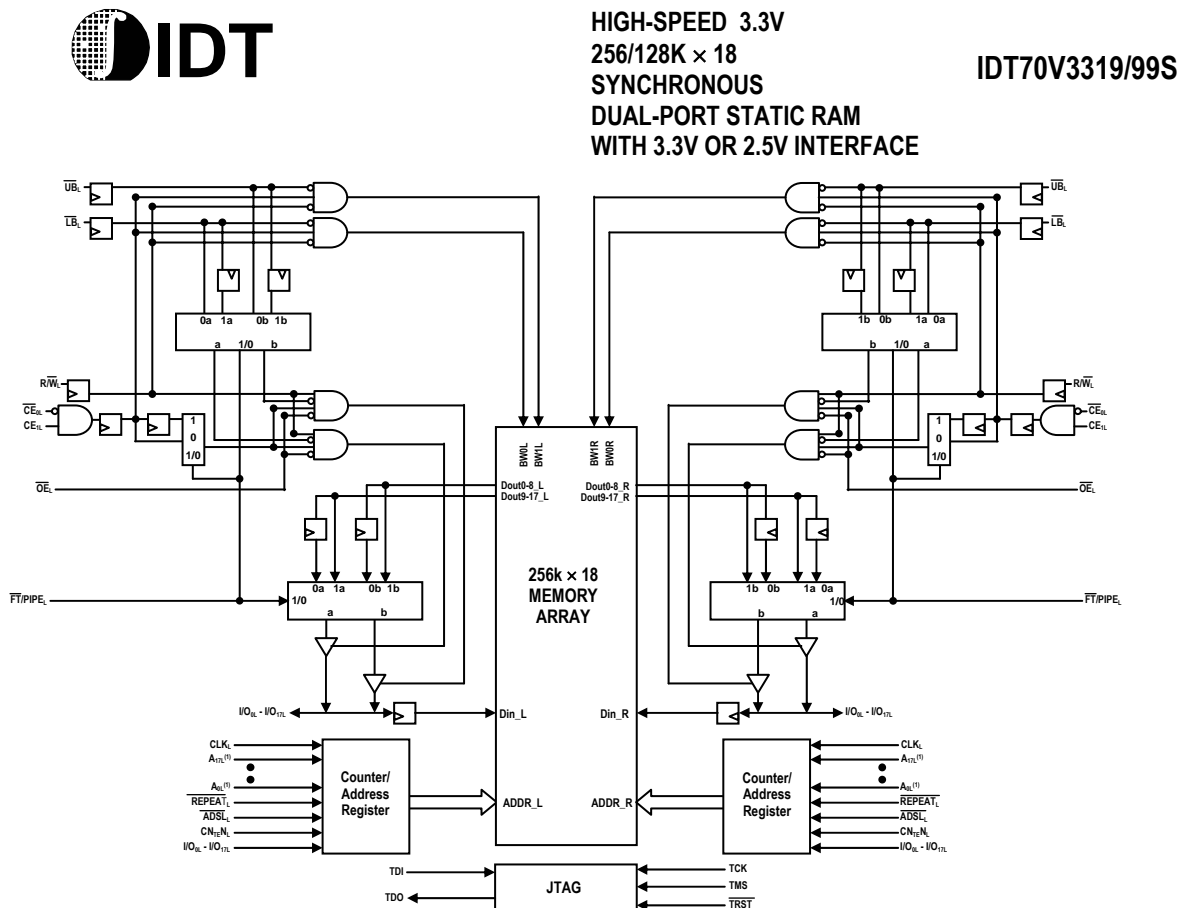 IDT
HIGH-SPEED 3.3V
256/128K × 18
SYNCHRONOUS
DUAL-PORT STATIC RAM
WITH 3.3V OR 2.5V INTERFACE
IDT70V3319/99S
UBL
LBL
0a 1a 0b 1b
a 1/0 b
R/WL
CE0L
CE1L
1
0
1/0
OEL
BW0L
BW1L
Dout0-8_L
Dout9-17_L
0a 1a 0b 1b
1/0
a b
FT/PIPEL
I/O0L - I/O17L
Din_L
CLKL
A17L(1)
A0L(1)
REPEATL
ADSL L
CNTENL
I/O0L - I/O17L
Counter/
Address
Register
ADDR_L
256k × 18
MEMORY
ARRAY
UBL
LBL
1b 0b 1a 0a
b 1/0 a
R/WL
CE0L
CE1L
1
0
1/0
OEL
BW1R
BW0R
Dout0-8_R
Dout9-17_R
1b 0b 1a 0a
1/0
b a
FT/PIPEL
Din_R
I/O0L - I/O17L
ADDR_R
Counter/
Address
Register
CLKL
A17L(1)
A0L(1)
REPEATL
ADSL L
CNTENL
I/O0L - I/O17L
TDI
TDO
JTAG
TCK
TMS
TRST